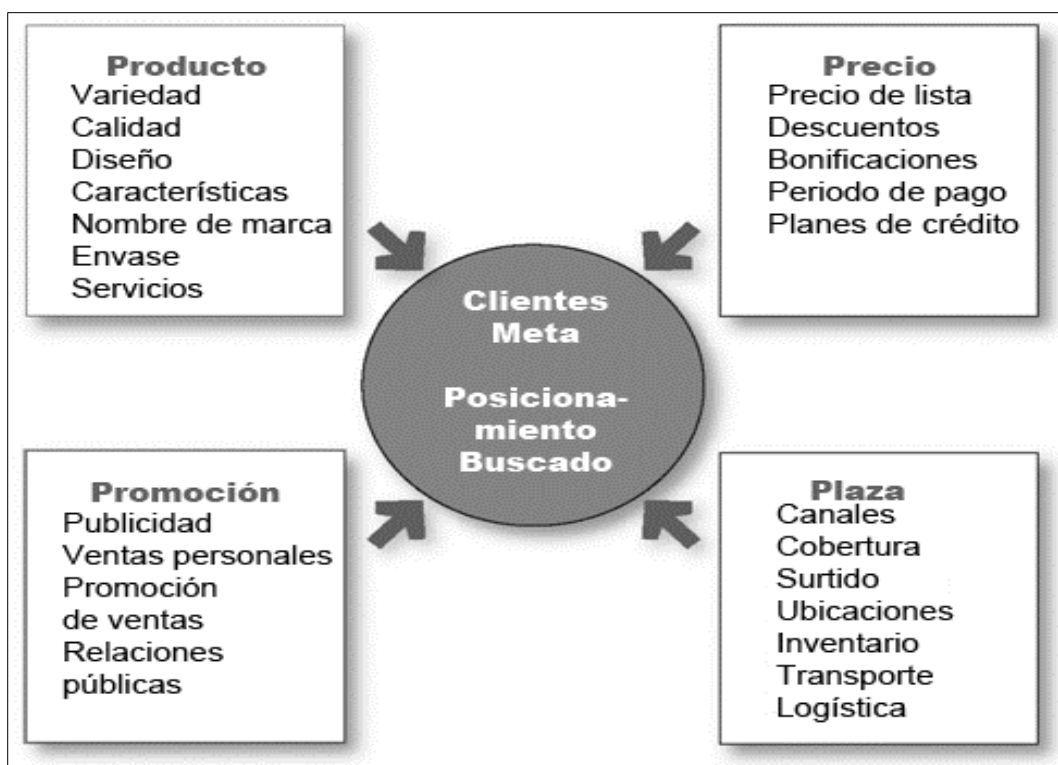 Producto
Variedad
Calidad
Diseño
Características
Nombre de marca
Envase
Servicios
Precio
Precio de lista
Descuentos
Bonificaciones
Periodo de pago
Planes de crédito
Clientes
Meta
Posiciona-
miento
Buscado
Promoción
Publicidad
Ventas personales
Promoción
de ventas
Relaciones
públicas
Plaza
Canales
Cobertura
Surtido
Ubicaciones
Inventario
Transporte
Logística